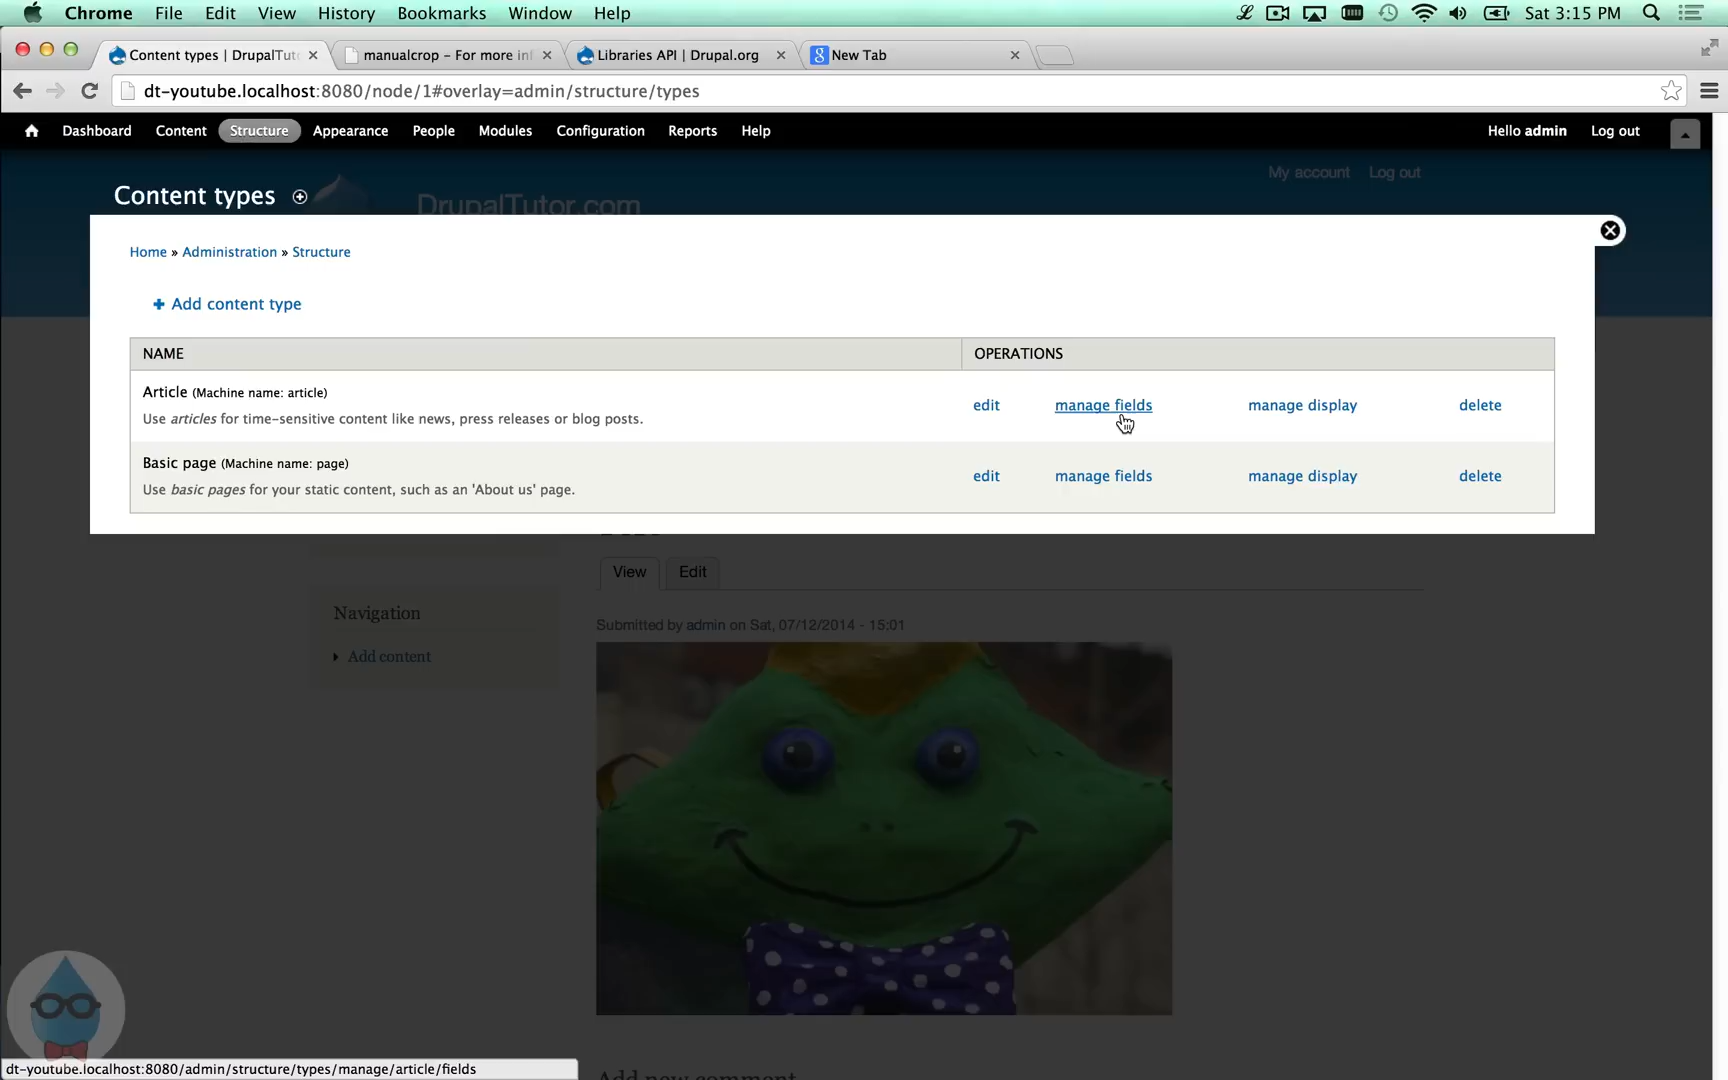 Chrome File Edit View History Bookmarks Window Help Sat 3:15 PM
Content types | DrupalTuto manualcrop – For more inf Libraries API | Drupal.org New Tab
dt-youtube.localhost:8080/node/1#overlay=admin/structure/types
Dashboard Content Structure Appearance People Modules Configuration Reports Help Hello admin Log out
My account Log out
Content types
DrupalTutor.com
Home » Administration » Structure
Add content type
NAME OPERATIONS
Article (Machine name: article)
edit manage fields manage display delete
Use articles for time-sensitive content like news, press releases or blog posts.
Basic page (Machine name: page)
edit manage fields manage display delete
Use basic pages for your static content, such as an 'About us' page.
View Edit
Navigation
Submitted by admin on Sat, 07/12/2014 - 15:01
Add content
dt-youtube.localhost:8080/admin/structure/types/manage/article/fields
Add new comment